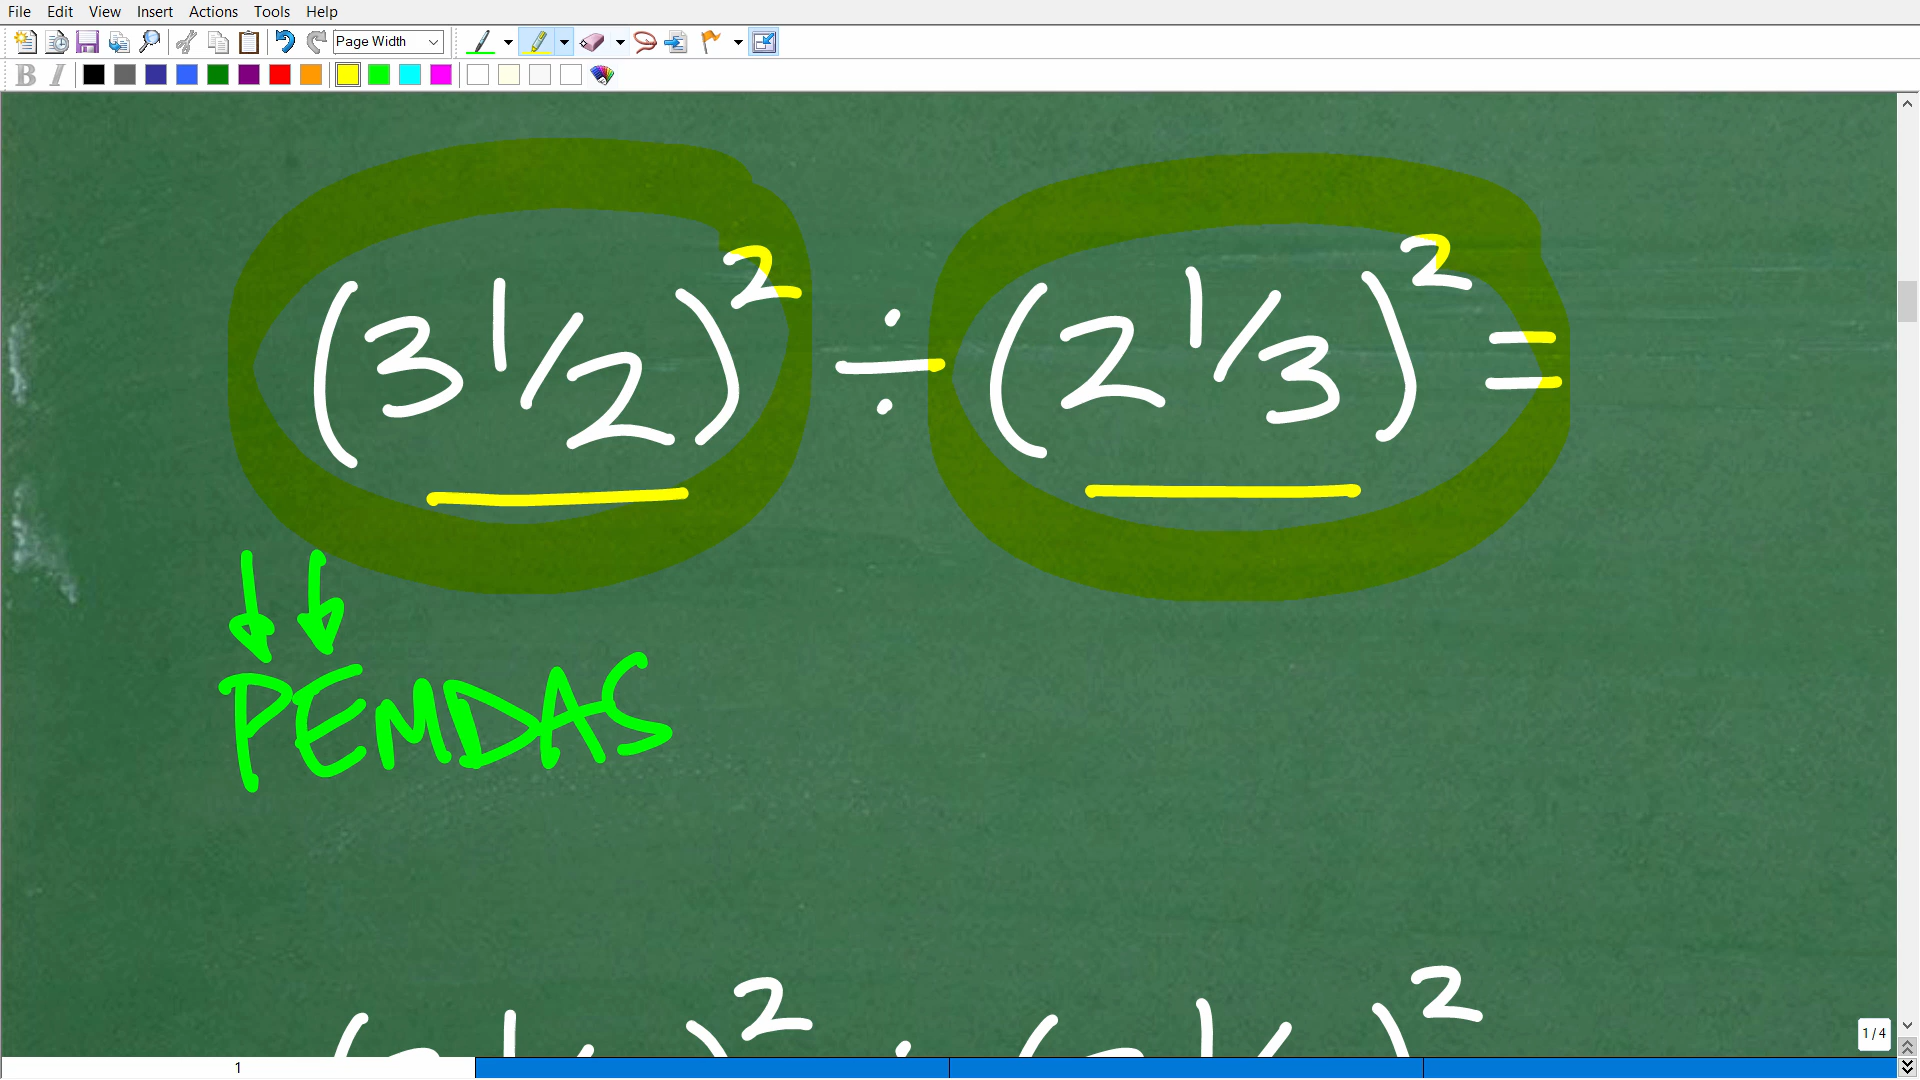 File Edit View Insert Actions Tools Help
Page Width
B I
(3 1/2)² ÷ (2 1/3)² =
PEMDAS
1 / 4
1